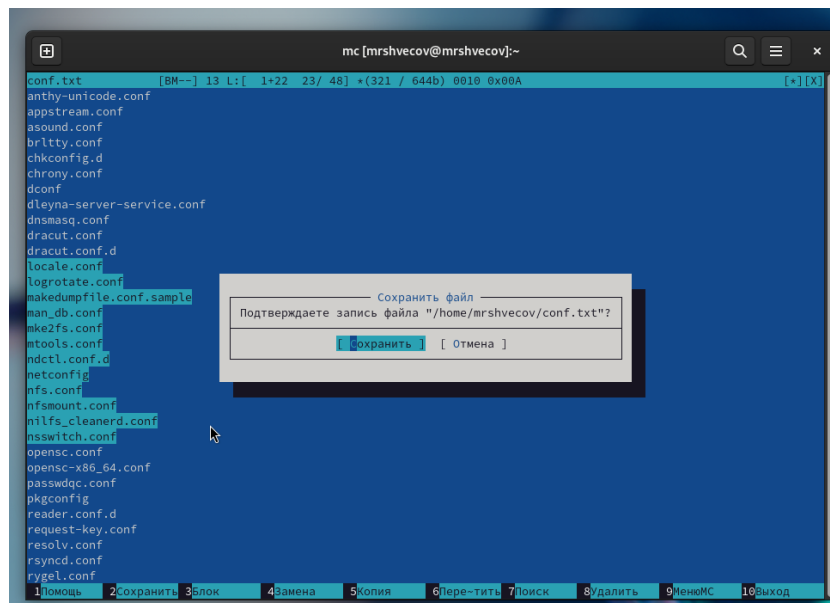 mc [mrshvecov@mrshvecov]:~
conf.txt [BM--] 13 L:[ 1+22 23/ 48] *(321 / 644b) 0010 0x00A [*][X]
anthy-unicode.conf
appstream.conf
asound.conf
brltty.conf
chkconfig.d
chrony.conf
dconf
dleyna-server-service.conf
dnsmasq.conf
dracut.conf
dracut.conf.d
locale.conf
logrotate.conf
makedumpfile.conf.sample
man_db.conf
mke2fs.conf
mtools.conf
ndctl.conf.d
netconfig
nfs.conf
nfsmount.conf
nilfs_cleanerd.conf
nsswitch.conf
opensc.conf
opensc-x86_64.conf
passwdqc.conf
pkgconfig
reader.conf.d
request-key.conf
resolv.conf
rsyncd.conf
rygel.conf
Сохранить файл
Подтверждаете запись файла "/home/mrshvecov/conf.txt"?
[ Сохранить ] [ Отмена ]
1Помощь 2Сохранить 3Блок 4Замена 5Копия 6Пере~тить 7Поиск 8Удалить 9МенюMC 10Выход